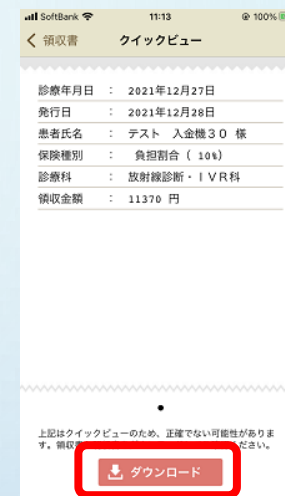 SoftBank 11:13 100%
領収書 クイックビュー
診療年月日 : 2021年12月27日
発行日 : 2021年12月28日
患者氏名 : テスト 入金機30 様
保険種別 : 負担割合( 10%)
診療科 : 放射線診断・IVR科
領収金額 : 11370 円
上記はクイックビューのため、正確でない可能性がありま
す。領収 ださい。
ダウンロード